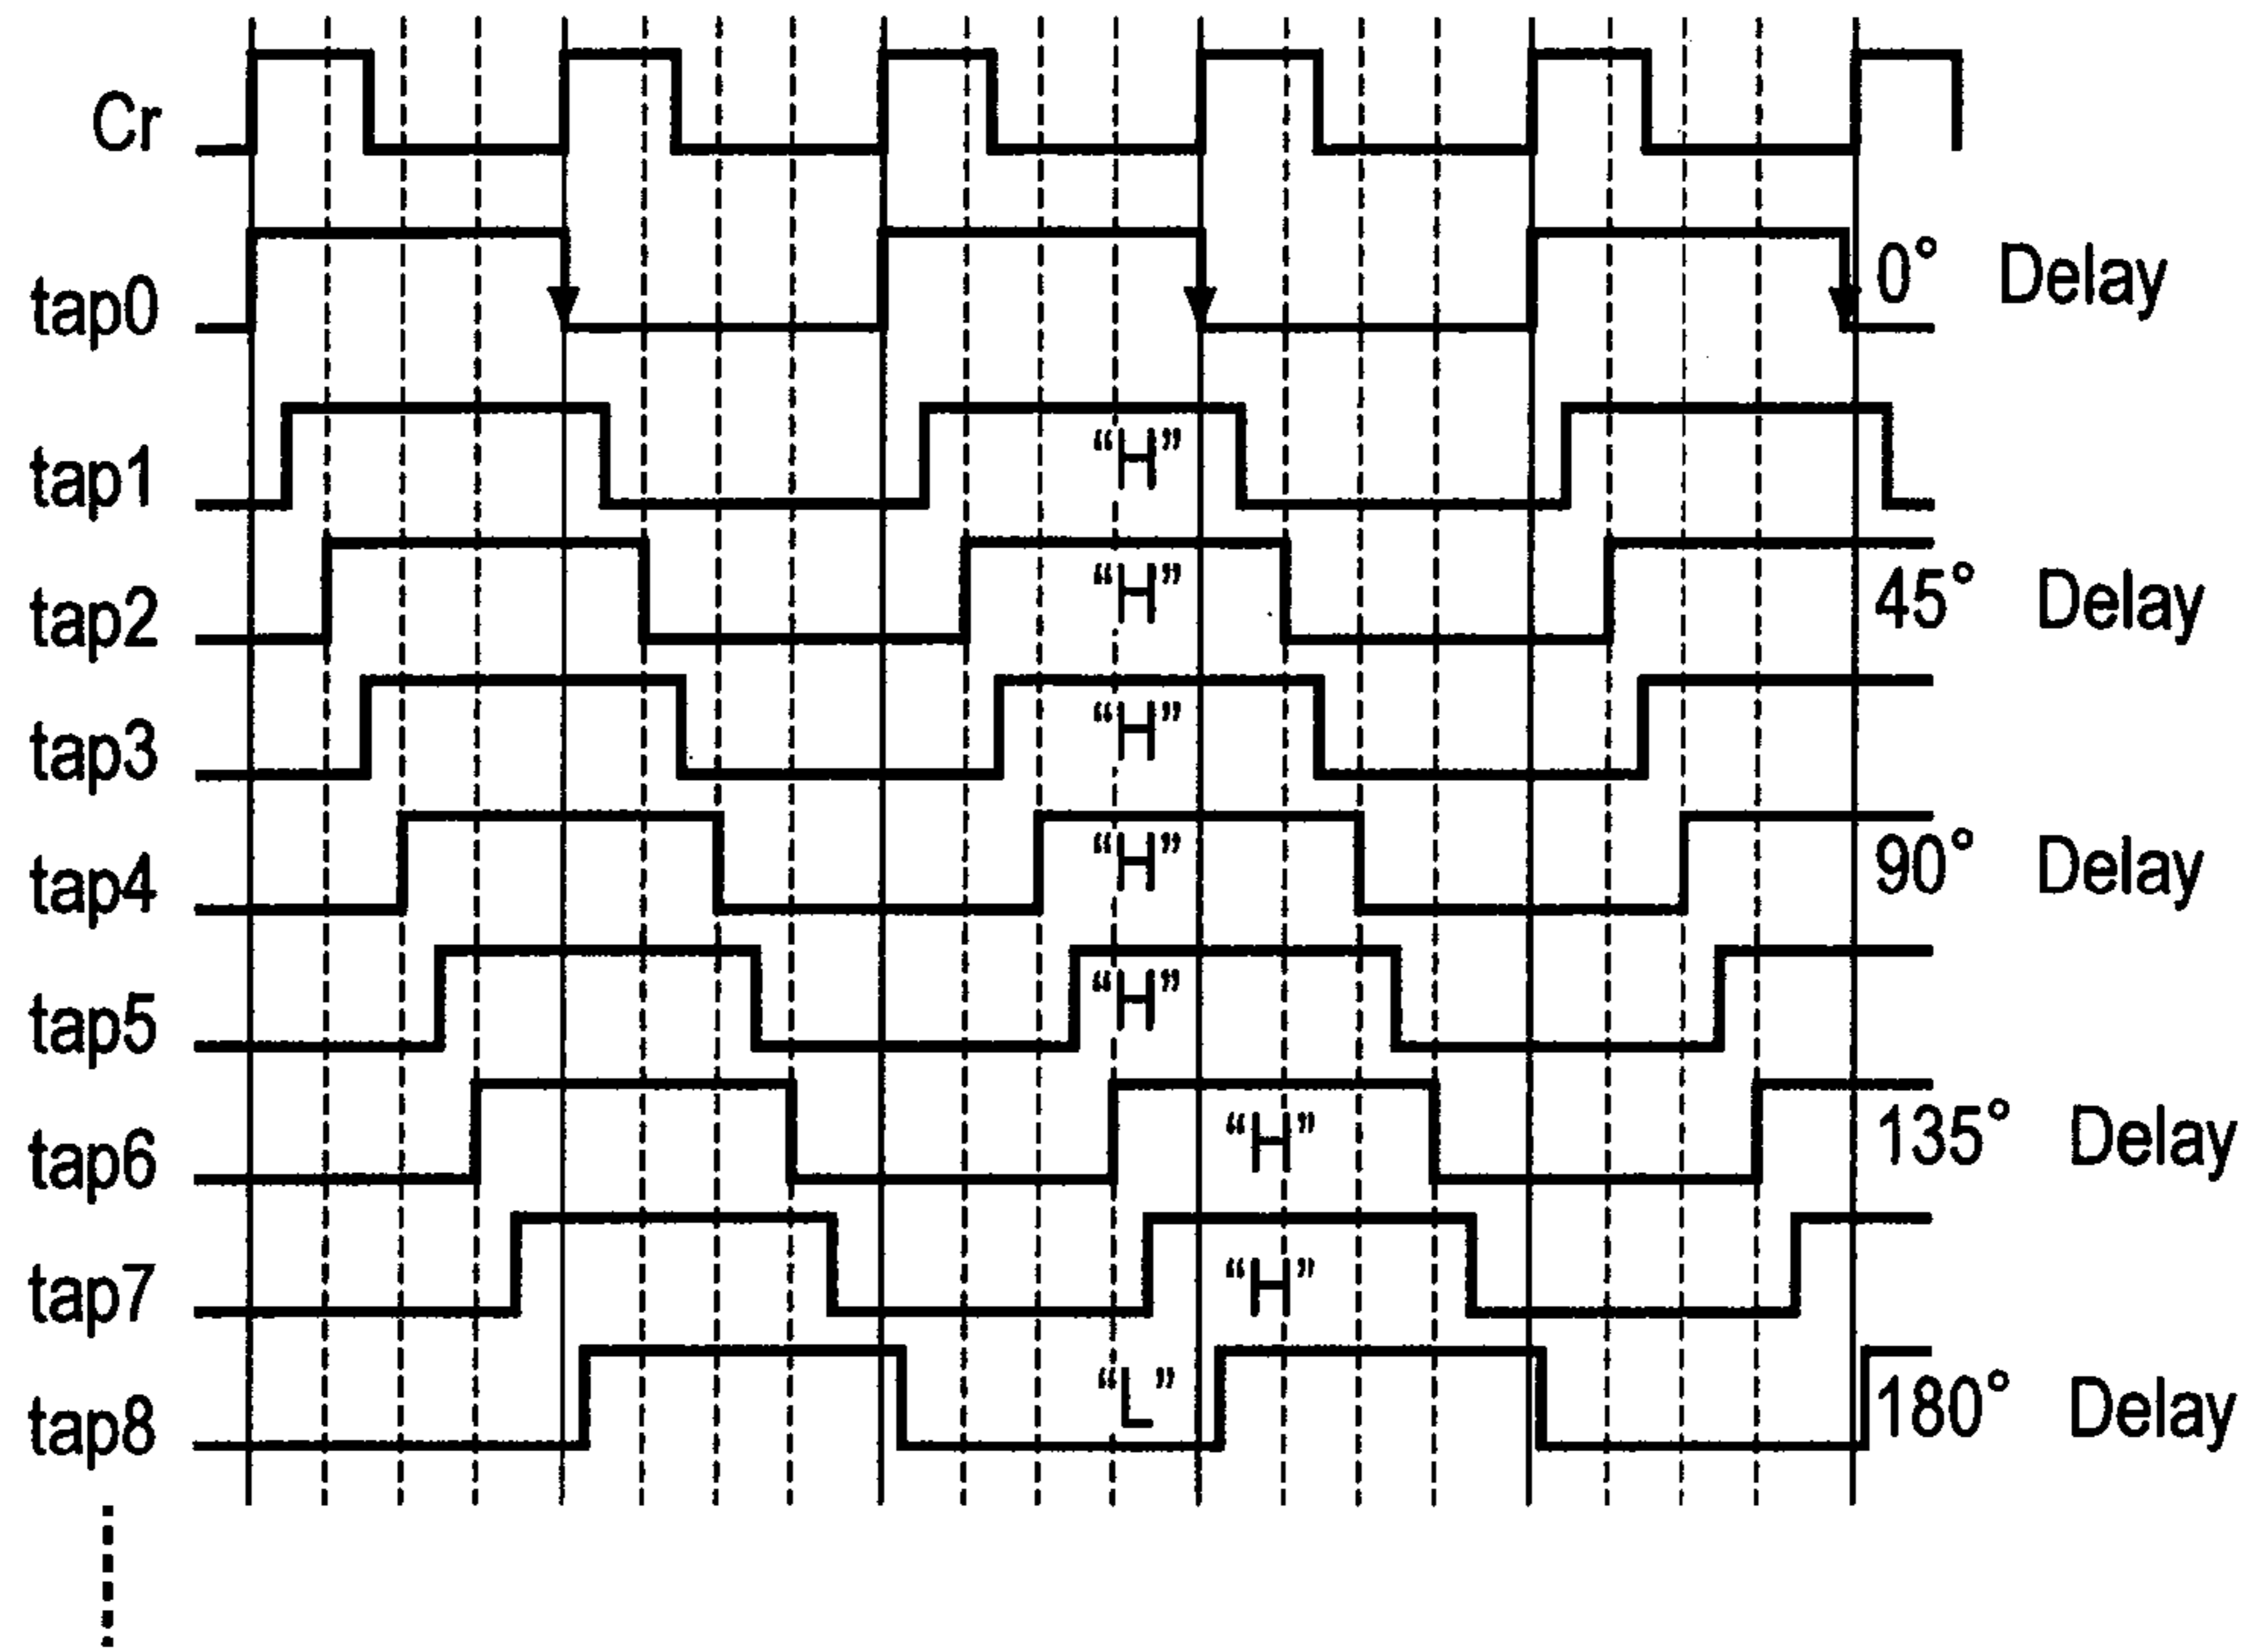 Cr
tap0 0° Delay
tap1 “H”
tap2 “H” 45° Delay
tap3 “H”
tap4 “H” 90° Delay
tap5 “H”
tap6 “H” 135° Delay
tap7 “H”
tap8 “L” 180° Delay